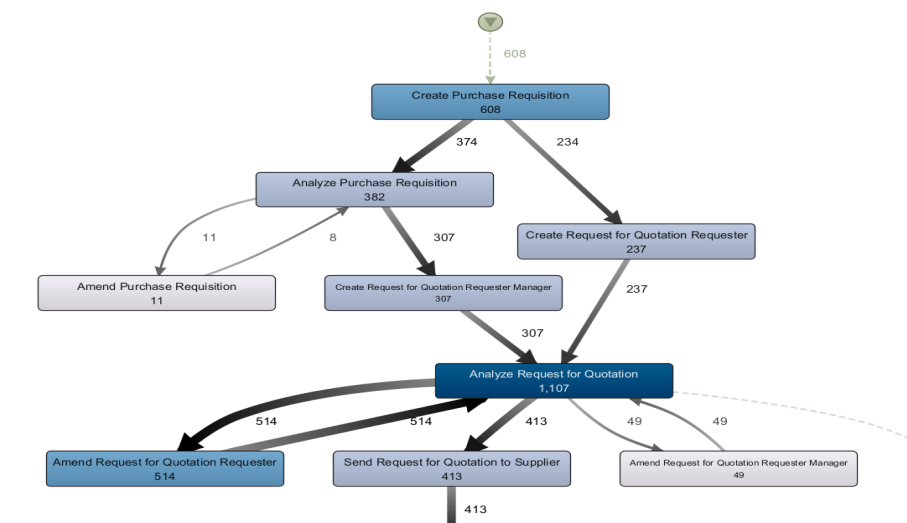 608
Create Purchase Requisition
608
374
234
Analyze Purchase Requisition
382
11
8
307
Create Request for Quotation Requester
237
Amend Purchase Requisition
11
Create Request for Quotation Requester Manager
307
237
307
Analyze Request for Quotation
1,107
514
514
413
49
49
Amend Request for Quotation Requester
514
Send Request for Quotation to Supplier
413
Amend Request for Quotation Requester Manager
49
413